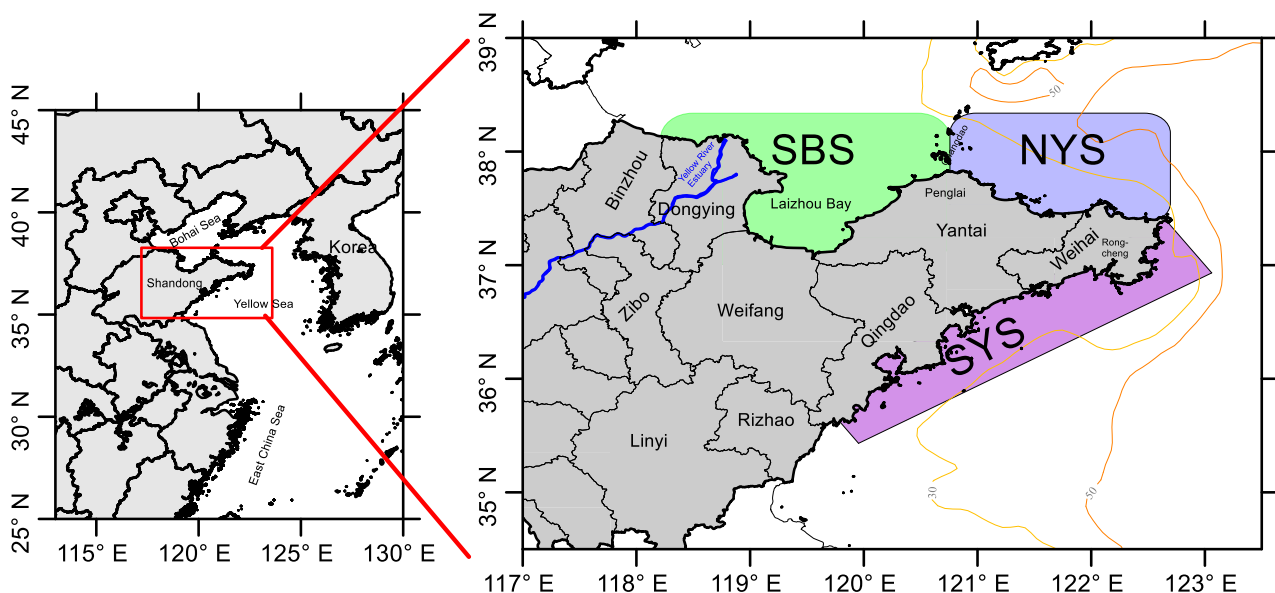 45° N
40° N
35° N
30° N
25° N
115° E
120° E
125° E
130° E
Bohai Sea
Korea
Shandong
Yellow Sea
East China Sea
39° N
38° N
37° N
36° N
35° N
117° E
118° E
119° E
120° E
121° E
122° E
123° E
50
SBS
NYS
Binzhou
Yellow River
Estuary
Dongying
Laizhou Bay
Penglai
Yantai
Weihai
Rong-
cheng
Zibo
Weifang
Qingdao
SYS
Linyi
Rizhao
30
50